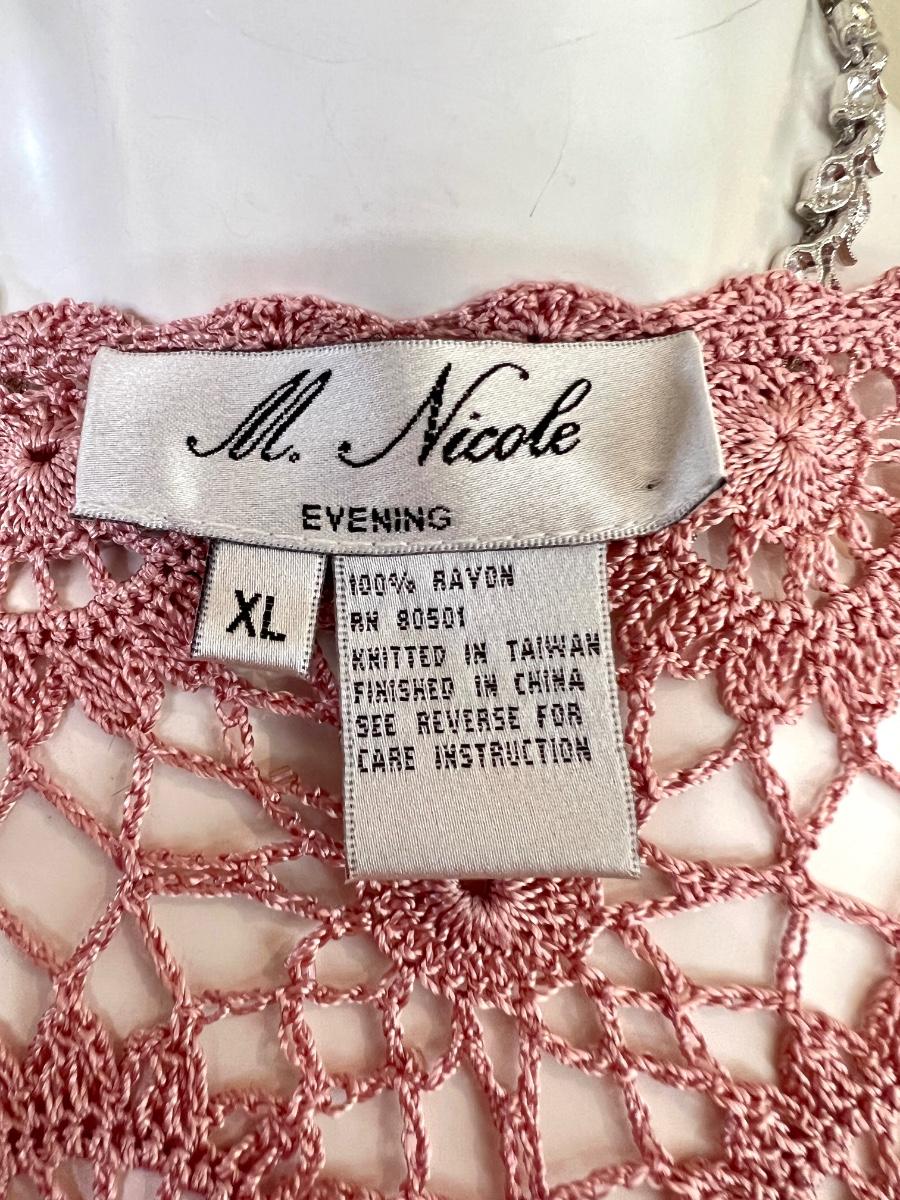 M. Nicole
EVENING
XL
100% RAYON
RN 80501
KNITTED IN TAIWAN
FINISHED IN CHINA
SEE REVERSE FOR
CARE INSTRUCTION